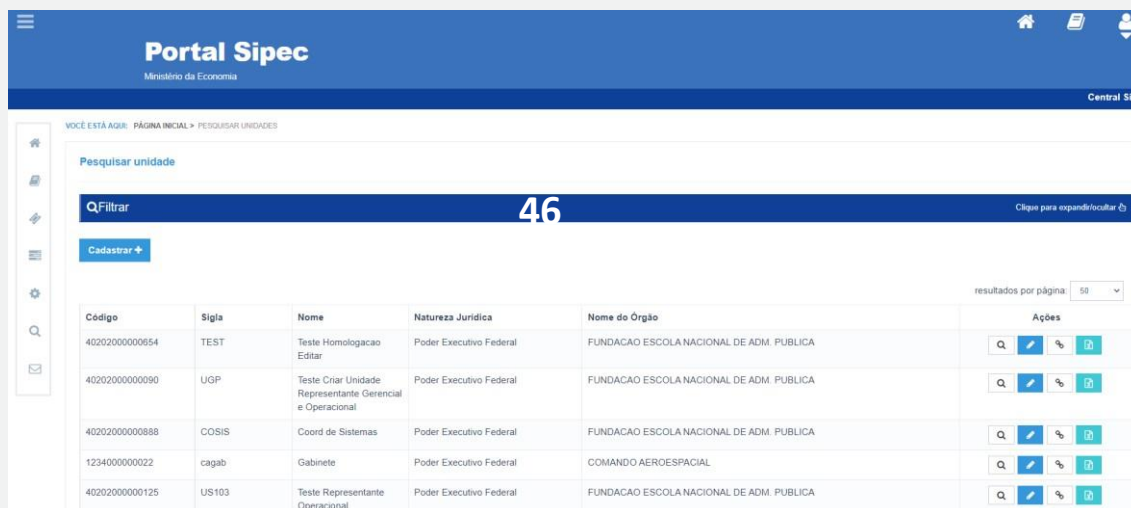 Portal Sipec
Ministério da Economia
Central Si
VOCÊ ESTÁ AQUI: PÁGINA INICIAL > PESQUISAR UNIDADES
Pesquisar unidade
Filtrar
46
Clique para expandir/ocultar
Cadastrar +
resultados por página: 50
Código Sigla Nome Natureza Jurídica Nome do Órgão Ações
40202000000654 TEST Teste Homologacao Poder Executivo Federal FUNDACAO ESCOLA NACIONAL DE ADM. PUBLICA
Editar
40202000000090 UGP Teste Criar Unidade Poder Executivo Federal FUNDACAO ESCOLA NACIONAL DE ADM. PUBLICA
Representante Gerencial
e Operacional
40202000000888 COSIS Coord de Sistemas Poder Executivo Federal FUNDACAO ESCOLA NACIONAL DE ADM. PUBLICA
1234000000022 cagab Gabinete Poder Executivo Federal COMANDO AEROESPACIAL
40202000000125 US103 Teste Representante Poder Executivo Federal FUNDACAO ESCOLA NACIONAL DE ADM. PUBLICA
Operacional